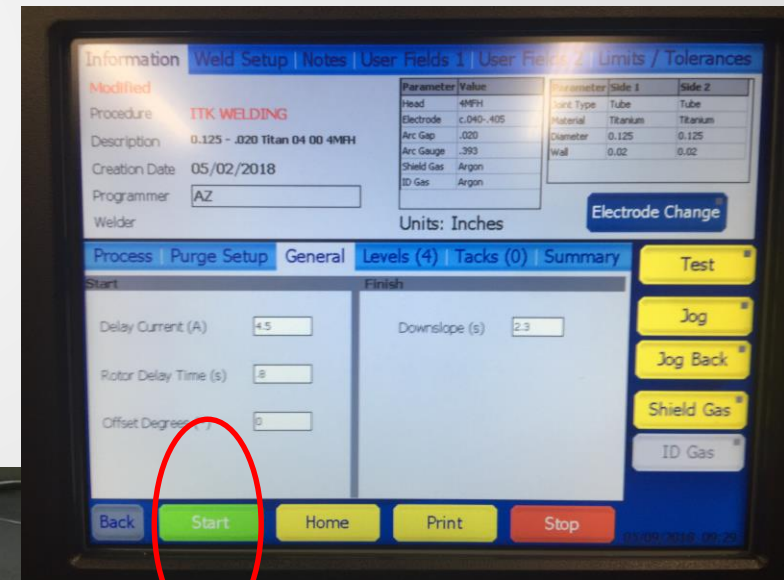 Information Weld Setup Notes User Fields 1 User Fields 2 Limits / Tolerances
Modified
Procedure ITK WELDING
Description 0.125 - .020 Titan 04 00 4MFH
Creation Date 05/02/2018
Programmer AZ
Welder
Parameter Value
Head 4MFH
Electrode c.040-.405
Arc Gap .020
Arc Gauge .393
Shield Gas Argon
ID Gas Argon
Units: Inches
Parameter Side 1 Side 2
Joint Type Tube Tube
Material Titanium Titanium
Diameter 0.125 0.125
Wall 0.02 0.02
Electrode Change
Process Purge Setup General Levels (4) Tacks (0) Summary
Start Finish
Delay Current (A) 4.5
Rotor Delay Time (s) .8
Offset Degrees (°) 0
Downslope (s) 2.3
Test
Jog
Jog Back
Shield Gas
ID Gas
Back Start Home Print Stop
09:29